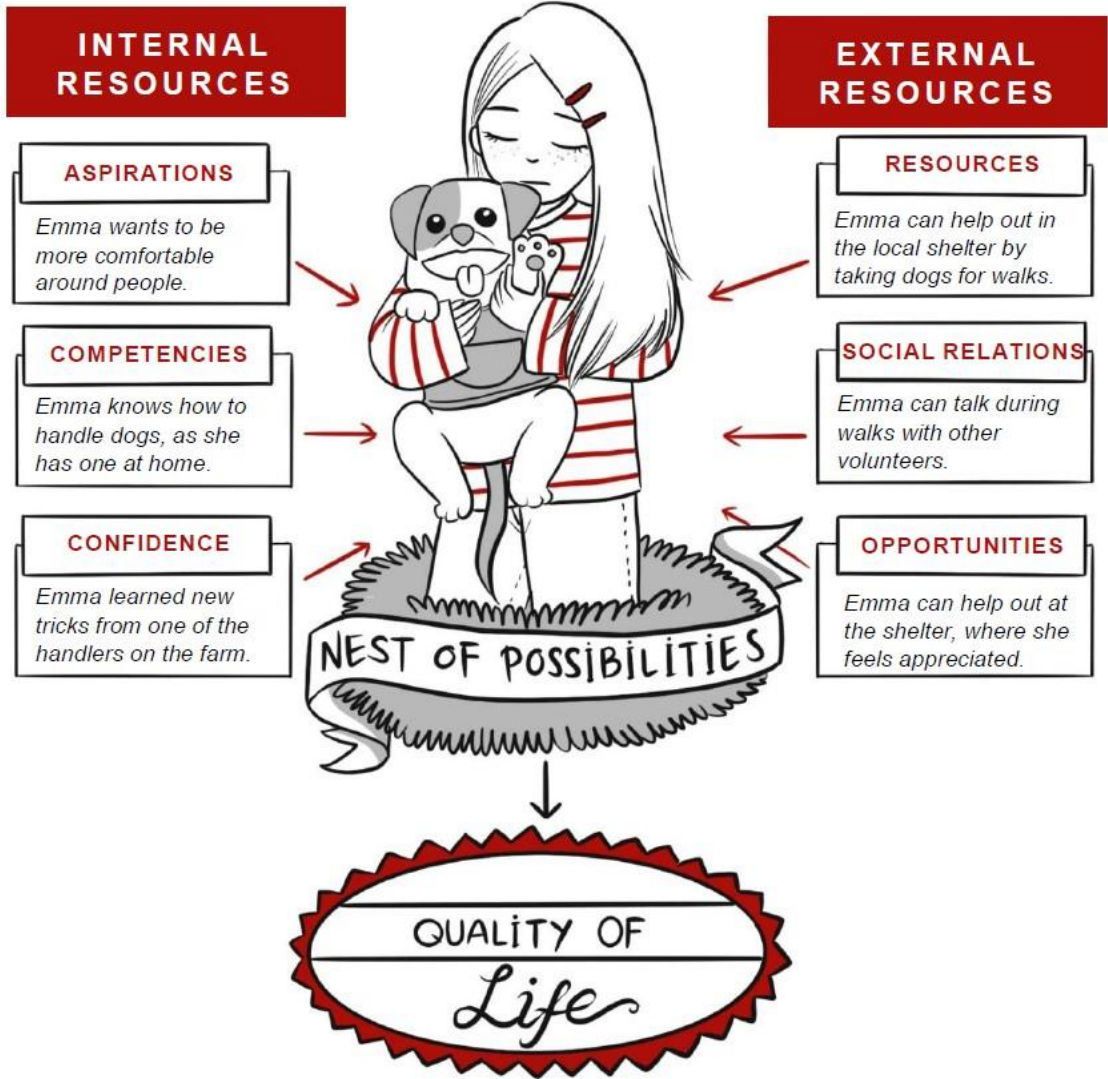 INTERNAL
RESOURCES
ASPIRATIONS
Emma wants to be
more comfortable
around people.
COMPETENCIES
Emma knows how to
handle dogs, as she
has one at home.
CONFIDENCE
Emma learned new
tricks from one of the
handlers on the farm.
EXTERNAL
RESOURCES
RESOURCES
Emma can help out in
the local shelter by
taking dogs for walks.
SOCIAL RELATIONS
Emma can talk during
walks with other
volunteers.
OPPORTUNITIES
Emma can help out at
the shelter, where she
feels appreciated.
NEST OF POSSIBILITIES
QUALITY OF
Life